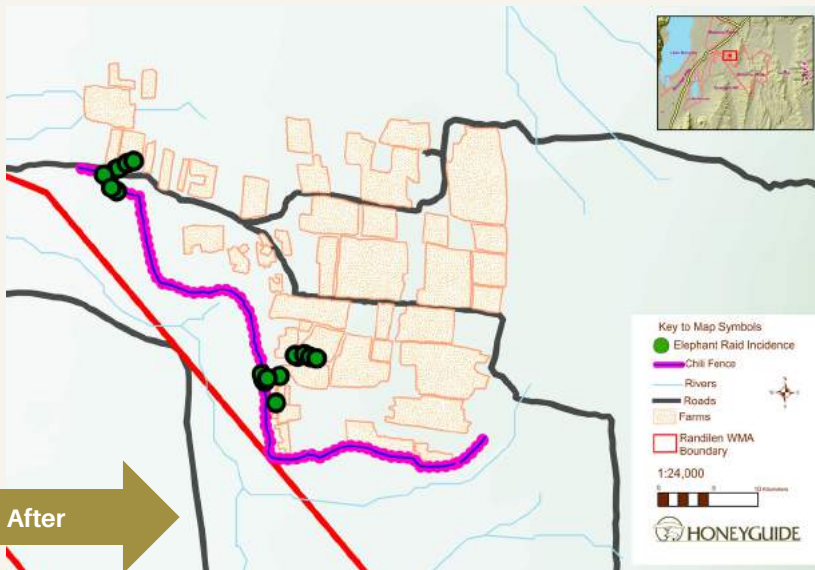 Key to Map Symbols
Elephant Raid Incidence
Chili Fence
Rivers
Roads
Farms
Randilen WMA
Boundary
1:24,000
After
HONEYGUIDE